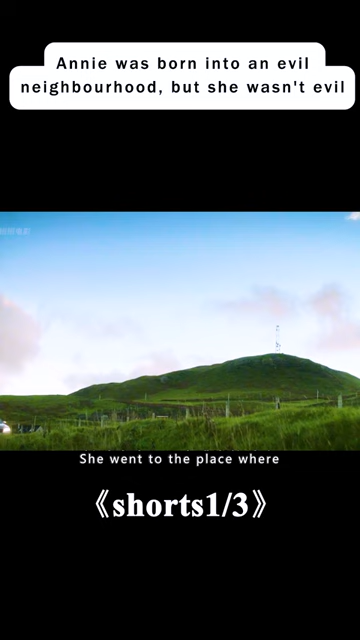 Annie was born into an evil
neighbourhood, but she wasn't evil
She went to the place where
《shorts1/3》